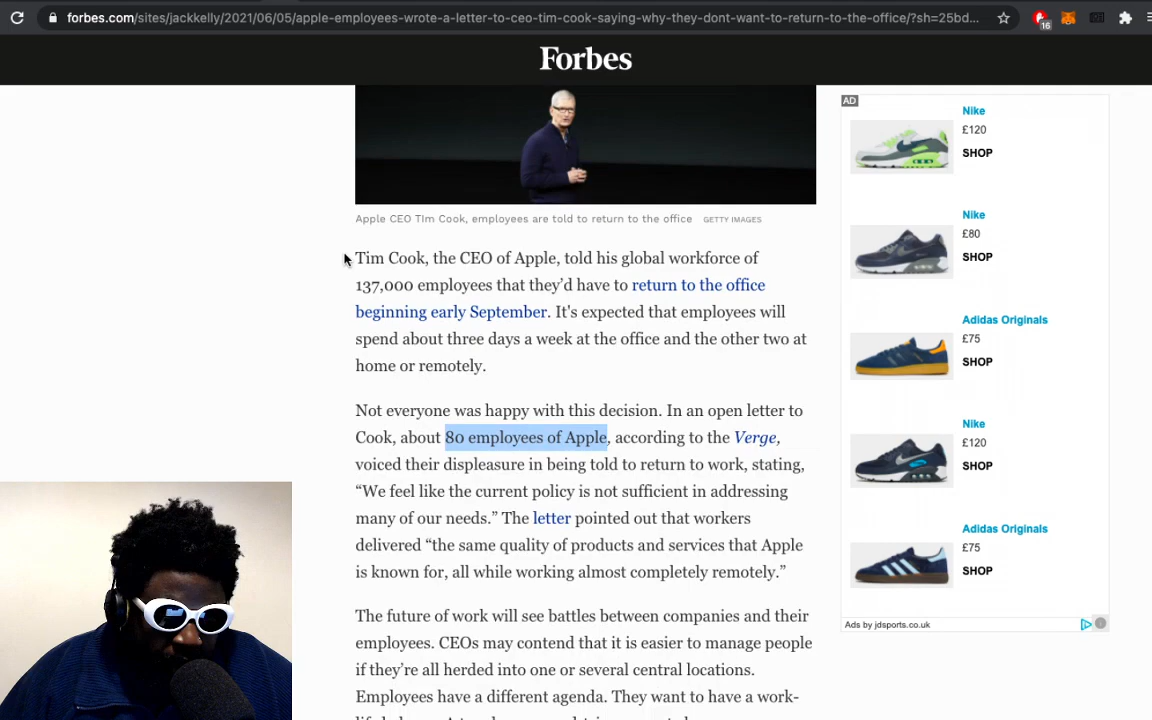 forbes.com/sites/jackkelly/2021/06/05/apple-employees-wrote-a-letter-to-ceo-tim-cook-saying-why-they-dont-want-to-return-to-the-office/?sh=25bd...
16
Forbes
Apple CEO TIm Cook, employees are told to return to the office GETTY IMAGES
Tim Cook, the CEO of Apple, told his global workforce of
137,000 employees that they’d have to return to the office
beginning early September. It's expected that employees will
spend about three days a week at the office and the other two at
home or remotely.
Not everyone was happy with this decision. In an open letter to
Cook, about 80 employees of Apple, according to the Verge,
voiced their displeasure in being told to return to work, stating,
“We feel like the current policy is not sufficient in addressing
many of our needs.” The letter pointed out that workers
delivered “the same quality of products and services that Apple
is known for, all while working almost completely remotely.”
The future of work will see battles between companies and their
employees. CEOs may contend that it is easier to manage people
if they’re all herded into one or several central locations.
Employees have a different agenda. They want to have a work-
AD
Nike
£120
SHOP
Nike
£80
SHOP
Adidas Originals
£75
SHOP
Nike
£120
SHOP
Adidas Originals
£75
SHOP
Ads by jdsports.co.uk